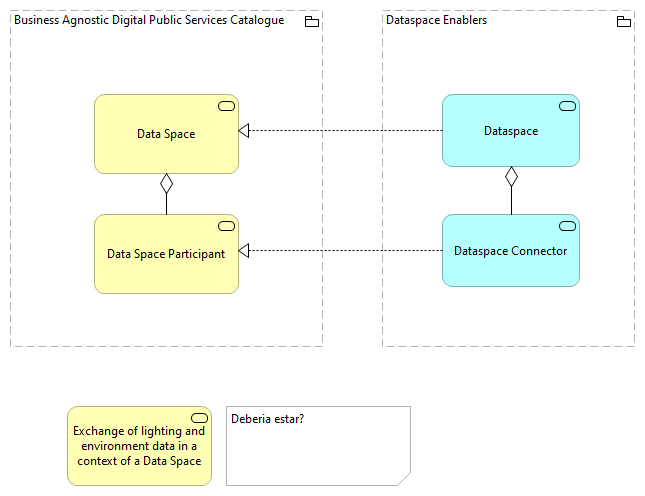 Business Agnostic Digital Public Services Catalogue
Dataspace Enablers
Data Space
Dataspace
Data Space Participant
Dataspace Connector
Exchange of lighting and
environment data in a
context of a Data Space
Deberia estar?